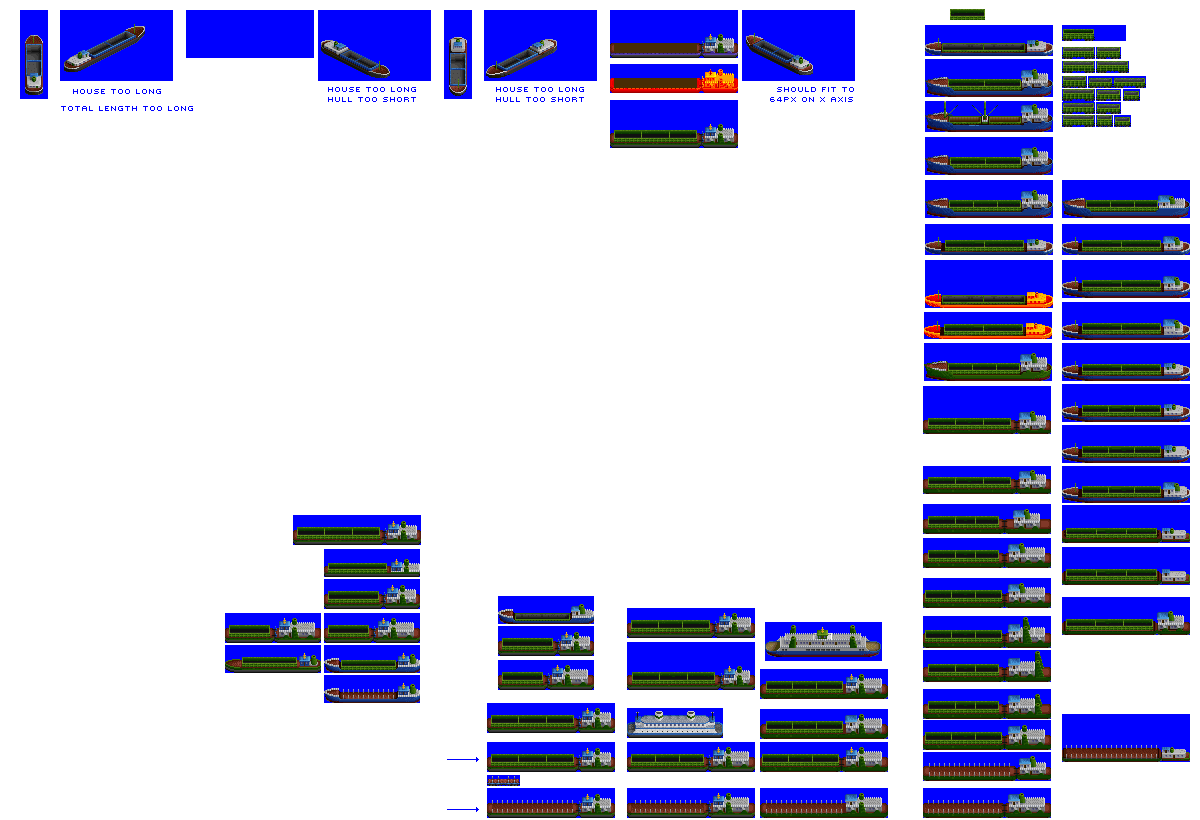 HOUSE TOO LONG
TOTAL LENGTH TOO LONG
HOUSE TOO LONG
HULL TOO SHORT
HOUSE TOO LONG
HULL TOO SHORT
SHOULD FIT TO
64PX ON X AXIS